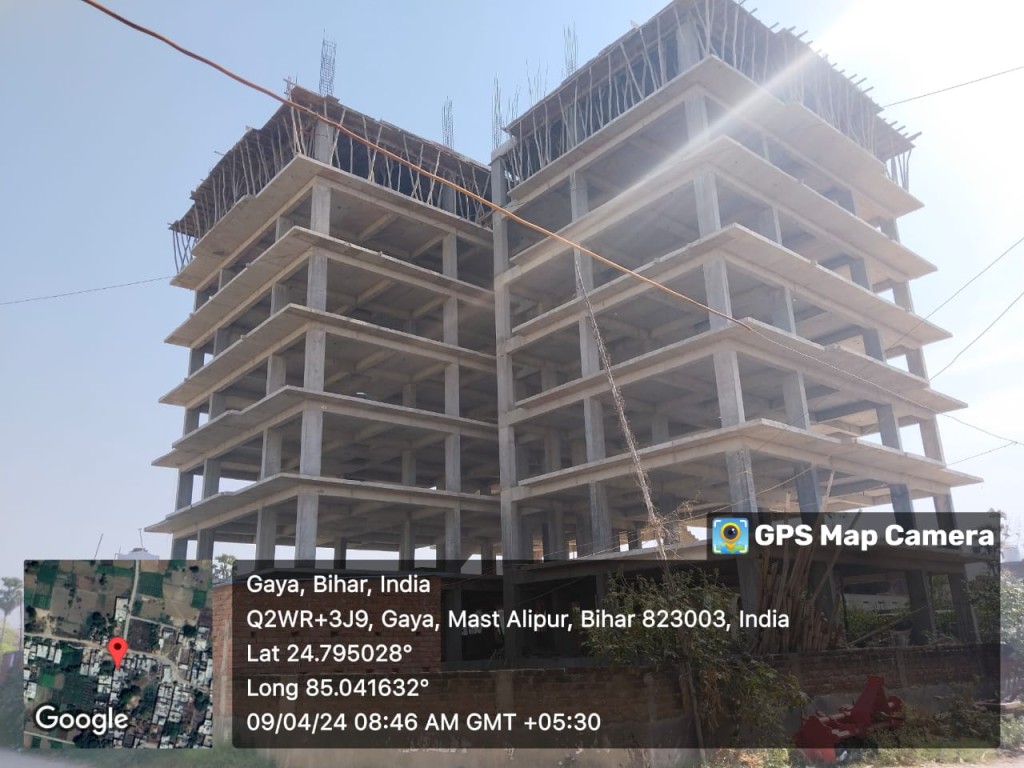 GPS Map Camera
Gaya, Bihar, India
Q2WR+3J9, Gaya, Mast Alipur, Bihar 823003, India
Lat 24.795028°
Long 85.041632°
09/04/24 08:46 AM GMT +05:30
Google